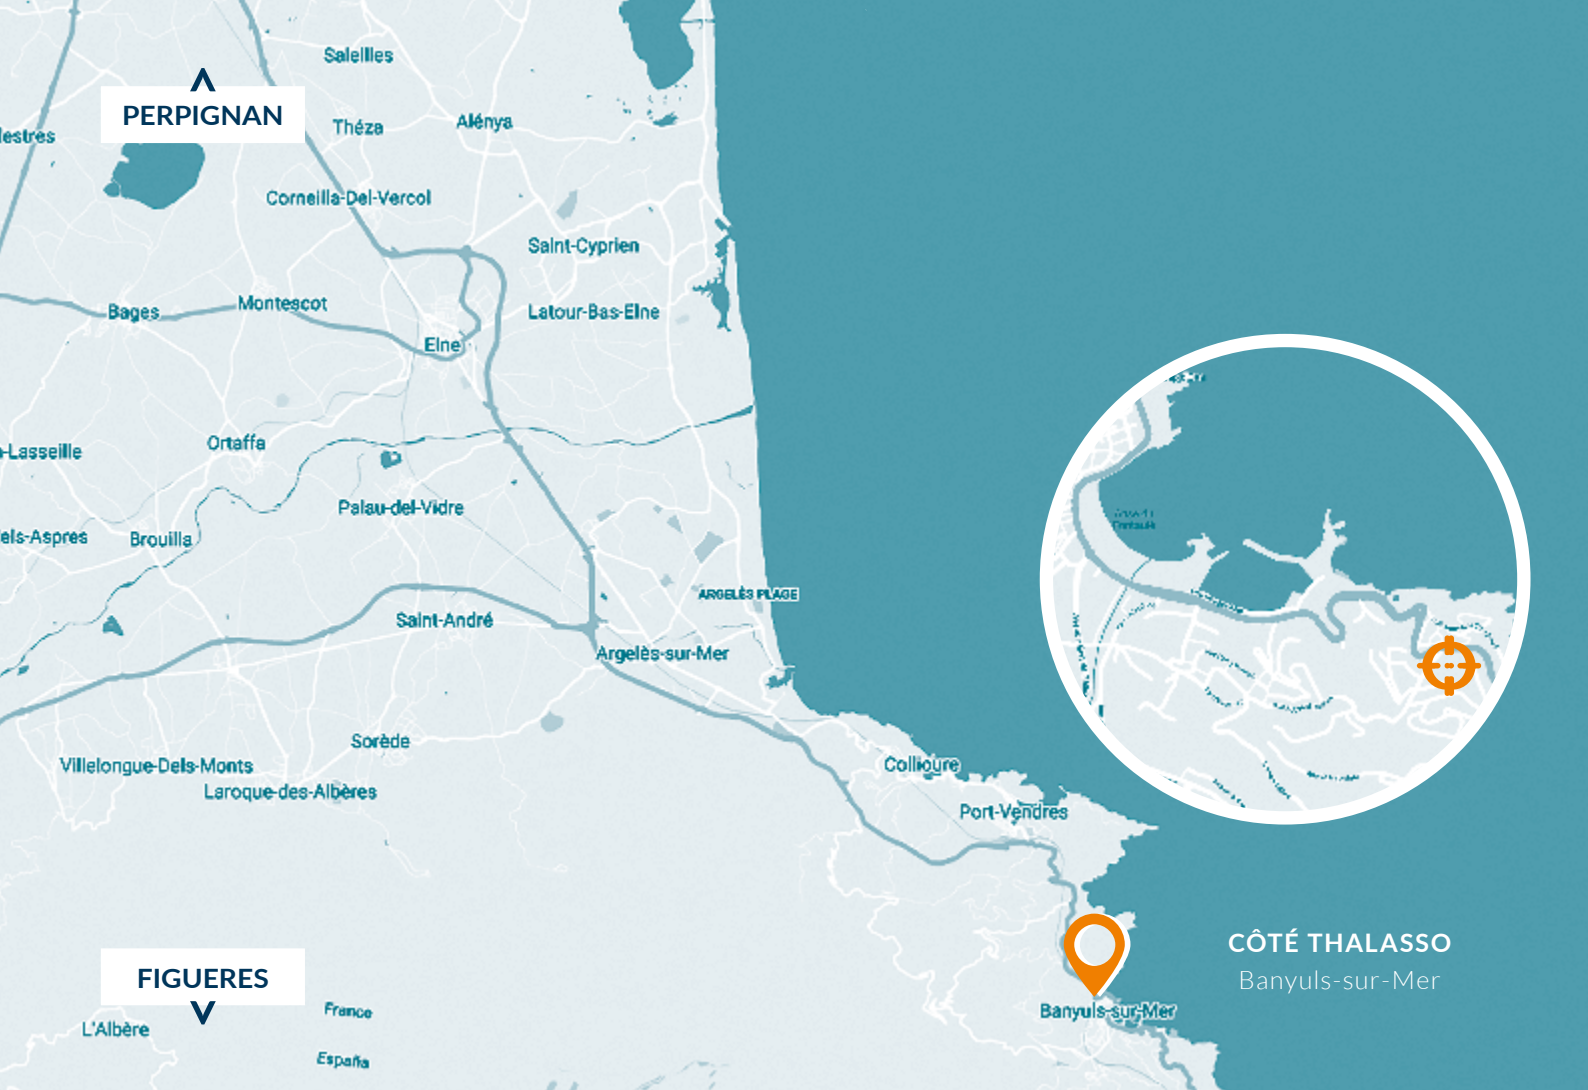 Saleilles
PERPIGNAN
Théza
Alénya
estres
Corneilla-Del-Vercol
Saint-Cyprien
Bages
Montescot
Latour-Bas-Elne
Elne
Ortaffa
-Lasseille
Palau-del-Vidre
els-Aspres
Brouilla
ARGELÈS PLAGE
Saint-André
Argelès-sur-Mer
Sorède
Villelongue-Dels-Monts
Laroque-des-Albères
Collioure
Port-Vendres
CÔTÉ THALASSO
Banyuls-sur-Mer
FIGUERES
France
Banyuls-sur-Mer
L'Albère
España